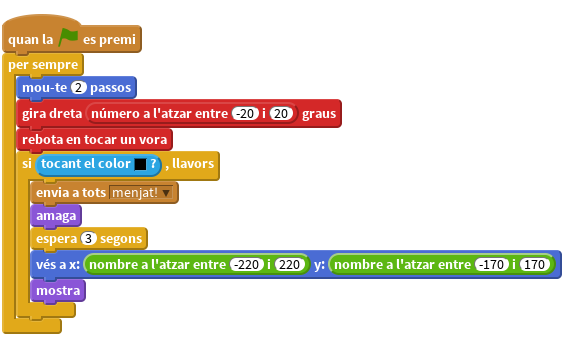 quan la es premi
per sempre
mou-te 2 passos
gira dreta número a l'atzar entre -20 i 20 graus
rebota en tocar un vora
si tocant el color ? , llavors
envia a tots menjat!
amaga
espera 3 segons
vés a x: nombre a l'atzar entre -220 i 220 y: nombre a l'atzar entre -170 i 170
mostra